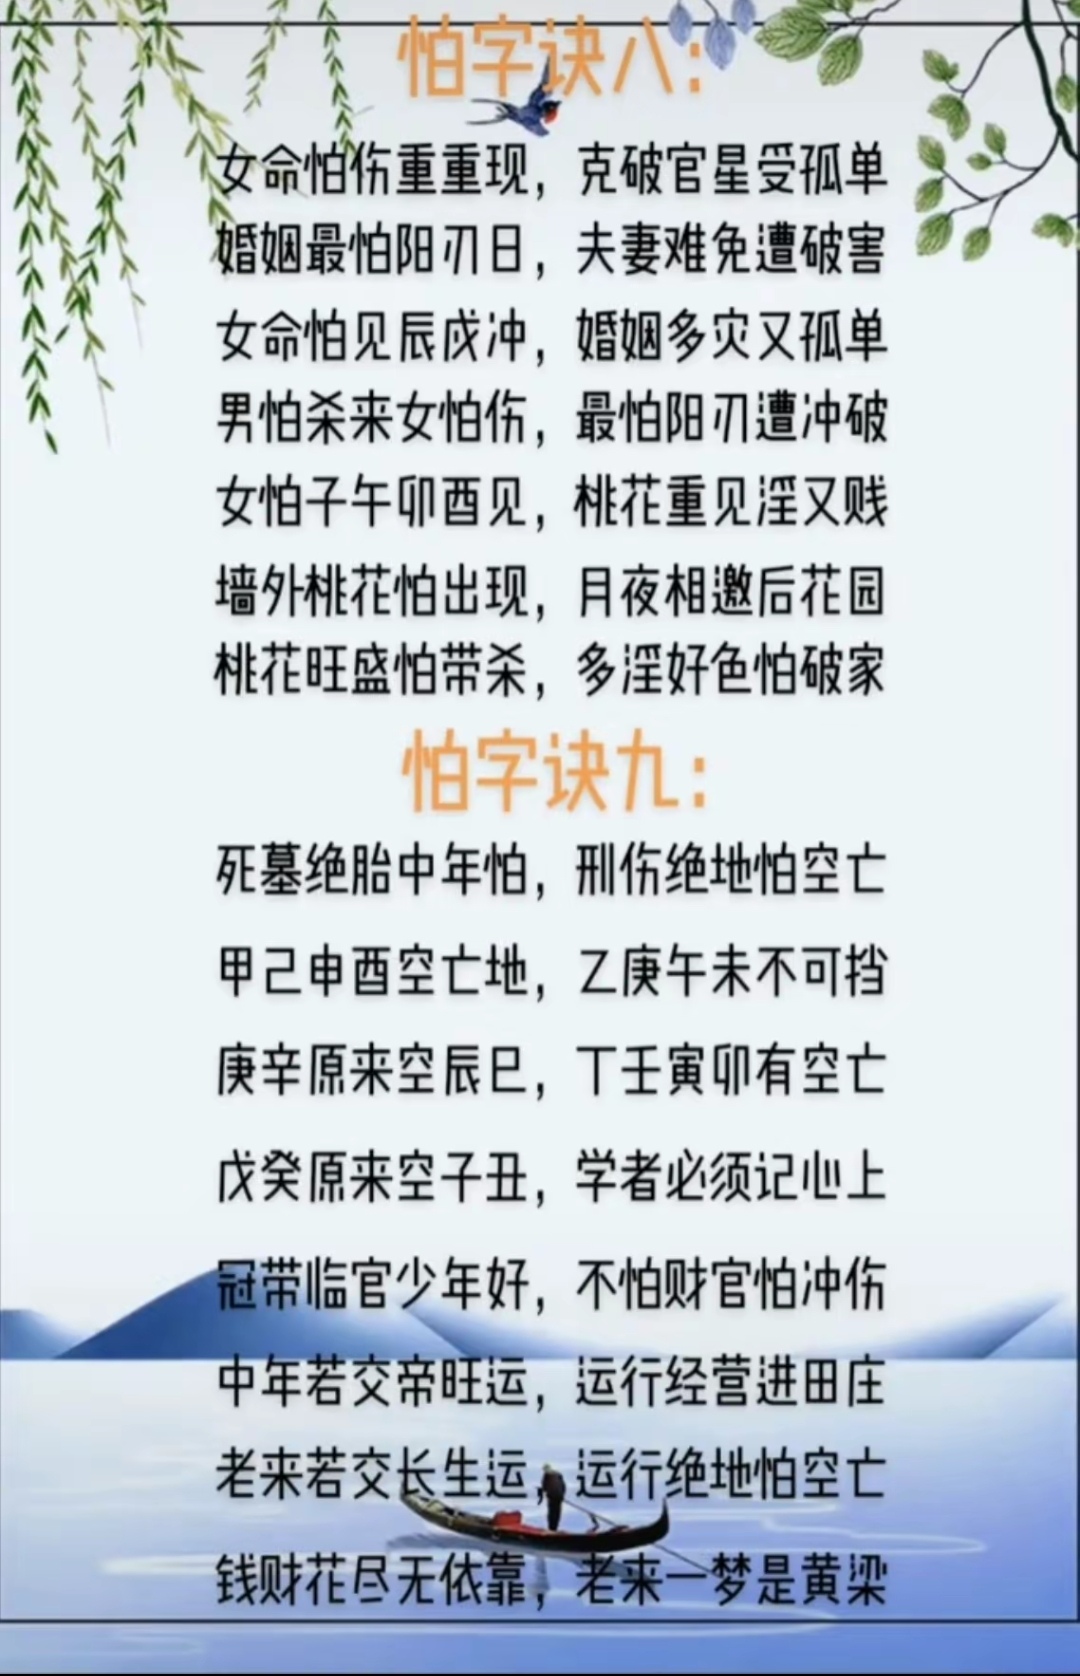 怕字诀八：
女命怕伤重重现，克破官星受孤单
婚姻最怕阳刃日，夫妻难免遭破害
女命怕见辰戌冲，婚姻多灾又孤单
男怕杀来女怕伤，最怕阳刃遭冲破
女怕子午卯酉见，桃花重见淫又贱
墙外桃花怕出现，月夜相邀后花园
桃花旺盛怕带杀，多淫好色怕破家
怕字诀九：
死墓绝胎中年怕，刑伤绝地怕空亡
甲己申酉空亡地，乙庚午未不可挡
庚辛原来空辰巳，丁壬寅卯有空亡
戊癸原来空子丑，学者必须记心上
冠带临官少年好，不怕财官怕冲伤
中年若交帝旺运，运行经营进田庄
老来若交长生运，运行绝地怕空亡
钱财花尽无依靠，老来一梦是黄梁